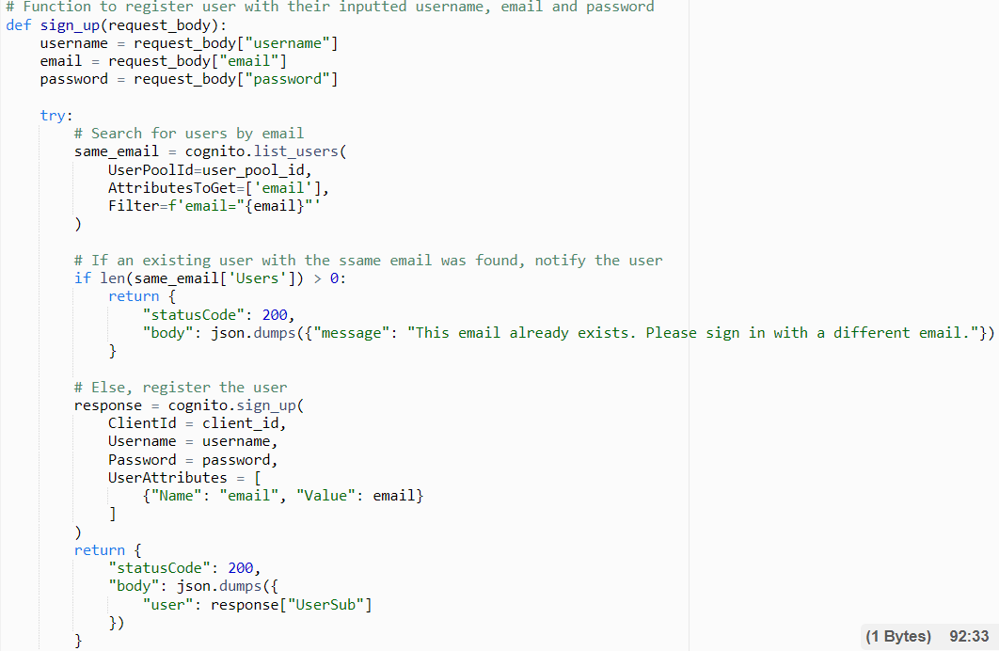 # Function to register user with their inputted username, email and password
def sign_up(request_body):
    username = request_body["username"]
    email = request_body["email"]
    password = request_body["password"]

    try:
        # Search for users by email
        same_email = cognito.list_users(
            UserPoolId=user_pool_id,
            AttributesToGet=['email'],
            Filter=f'email="{email}"'
        )

        # If an existing user with the ssame email was found, notify the user
        if len(same_email['Users']) > 0:
            return {
                "statusCode": 200,
                "body": json.dumps({"message": "This email already exists. Please sign in with a different email."})
            }

        # Else, register the user
        response = cognito.sign_up(
            ClientId = client_id,
            Username = username,
            Password = password,
            UserAttributes = [
                {"Name": "email", "Value": email}
            ]
        )
        return {
            "statusCode": 200,
            "body": json.dumps({
                "user": response["UserSub"]
            })
        }
(1 Bytes) 92:33